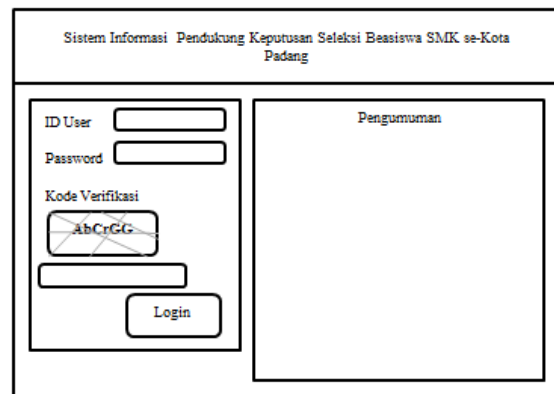 Sistem Informasi Pendukung Keputusan Seleksi Beasiswa SMK se-Kota
Padang
ID User
Password
Kode Verifikasi
AbCrGG
Login
Pengumuman